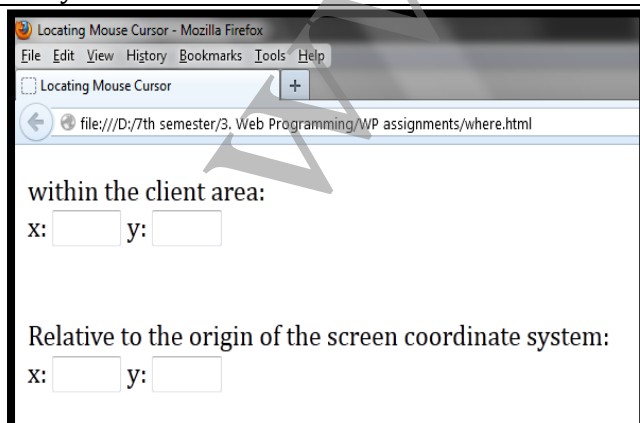 Locating Mouse Cursor - Mozilla Firefox
File Edit View History Bookmarks Tools Help
Locating Mouse Cursor +
file:///D:/7th semester/3. Web Programming/WP assignments/where.html
within the client area:
x: y:
Relative to the origin of the screen coordinate system:
x: y: